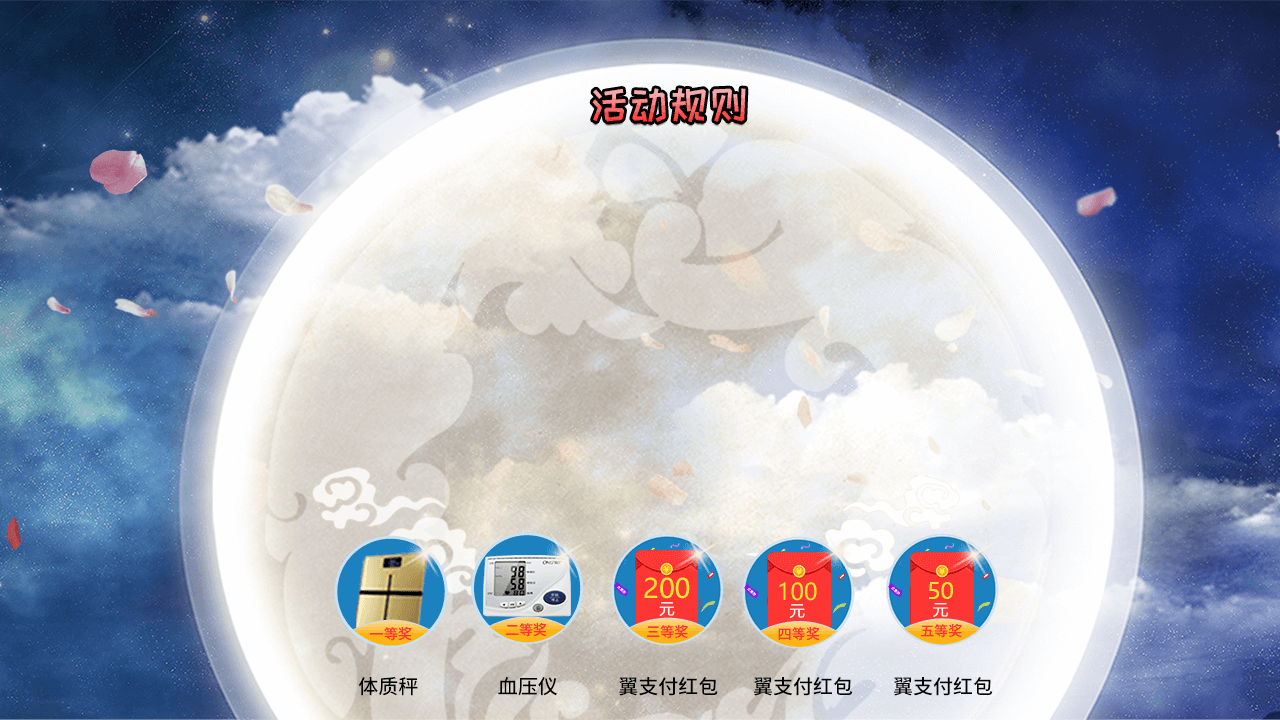 活动规则
200
元
三等奖
100
元
四等奖
50
元
五等奖
一等奖
二等奖
体质秤
血压仪
翼支付红包
翼支付红包
翼支付红包